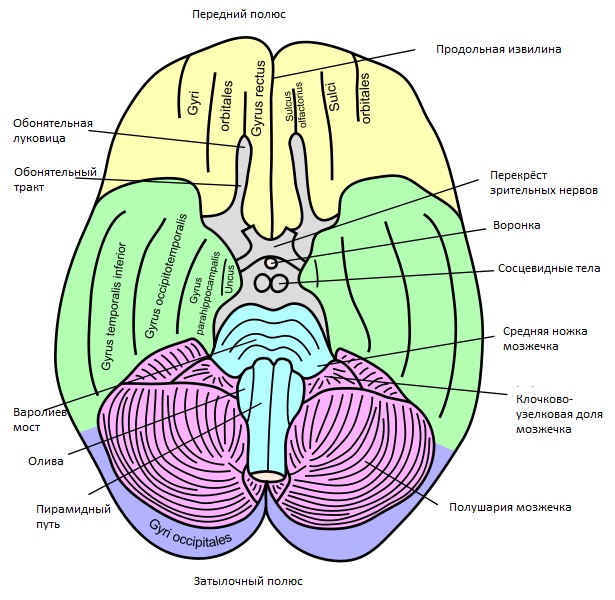 Передний полюс
Продольная извилина
Gyri
orbitales
Gyrus rectus
Sulcus
olfactorius
Sulci
orbitales
Обонятельная
луковица
Обонятельный
тракт
Перекрёст
зрительных нервов
Воронка
Сосцевидные тела
Gyrus temporalis inferior
Gyrus occipitotemporalis
Gyrus
parahippocampalis
Uncus
Средняя ножка
мозжечка
Клочково-
узелковая доля
мозжечка
Варолиев
мост
Олива
Пирамидный
путь
Полушария мозжечка
Gyri occipitales
Затылочный полюс